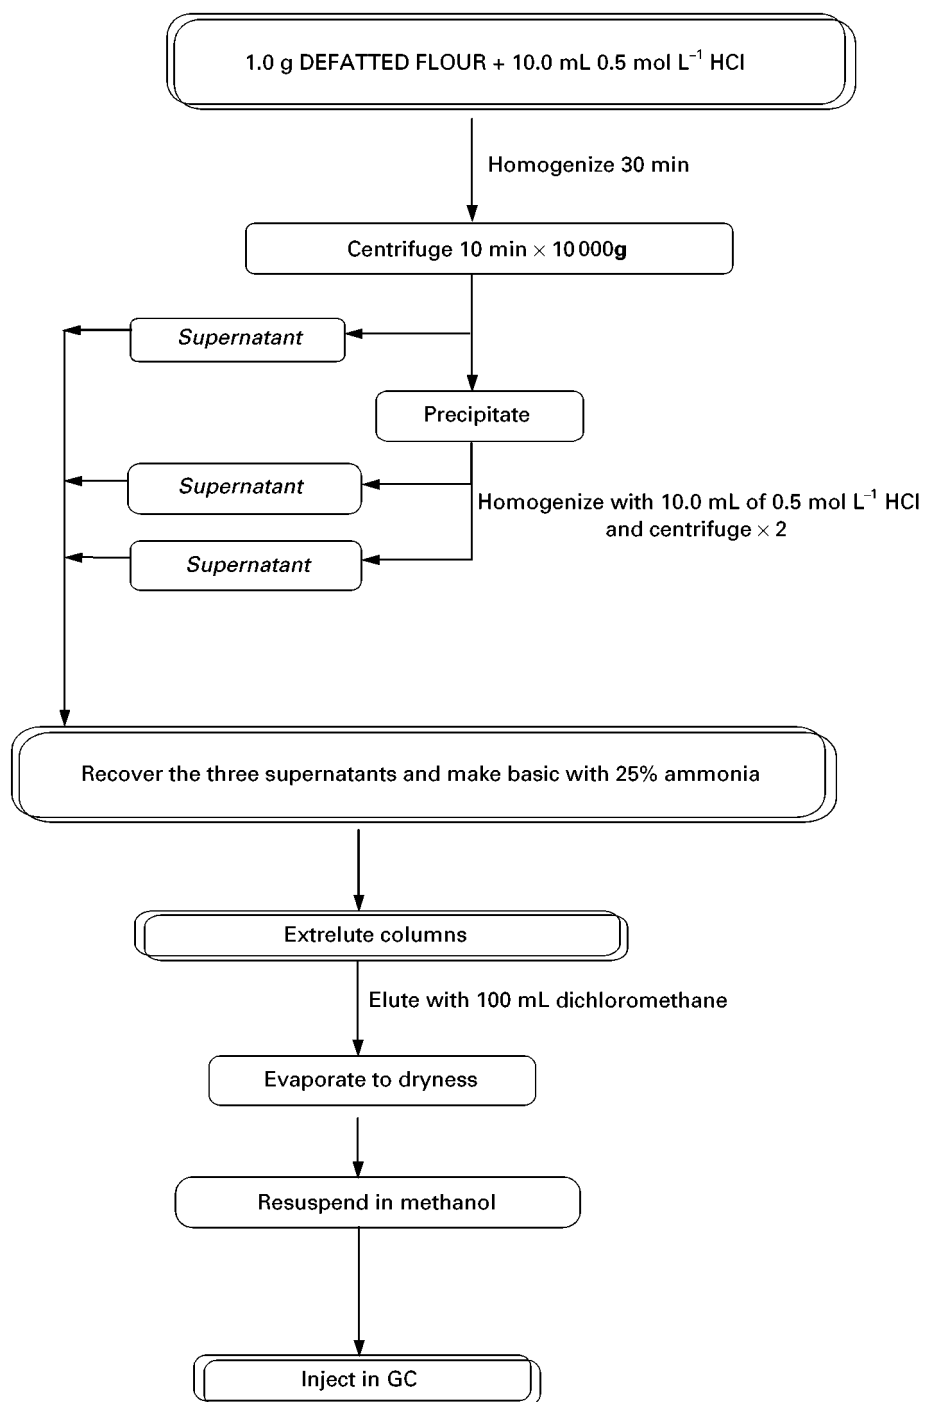 1.0 g DEFATTED FLOUR + 10.0 mL 0.5 mol L⁻¹ HCl
Homogenize 30 min
Centrifuge 10 min × 10 000g
Supernatant
Precipitate
Supernatant
Homogenize with 10.0 mL of 0.5 mol L⁻¹ HCl
and centrifuge × 2
Supernatant
Recover the three supernatants and make basic with 25% ammonia
Extrelute columns
Elute with 100 mL dichloromethane
Evaporate to dryness
Resuspend in methanol
Inject in GC